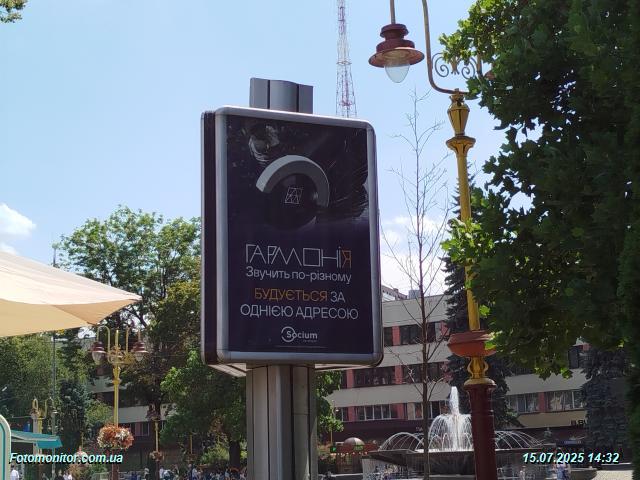 ГАРМОНІЯ
Звучить по-різному
БУДУЄТЬСЯ ЗА
ОДНІЄЮ АДРЕСОЮ
Socium
Fotomonitor.com.ua
15.07.2025 14:32